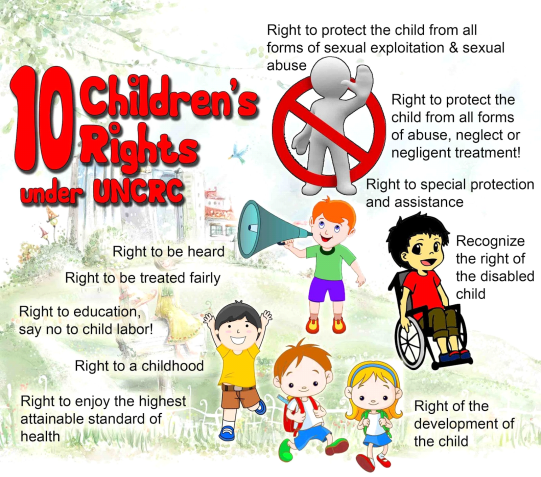 10 Children's
Rights
under UNCRC
Right to protect the child from all
forms of sexual exploitation & sexual
abuse
Right to protect the
child from all forms
of abuse, neglect or
negligent treatment!
Right to special protection
and assistance
Right to be heard
Recognize
the right of
the disabled
child
Right to be treated fairly
Right to education,
say no to child labor!
Right to a childhood
Right to enjoy the highest
attainable standard of
health
Right of the
development of
the child